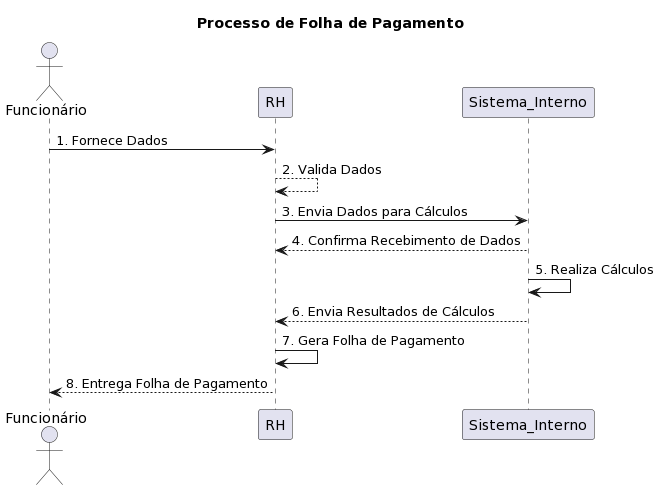 Processo de Folha de Pagamento
Funcionário
RH
Sistema_Interno
1. Fornece Dados
2. Valida Dados
3. Envia Dados para Cálculos
4. Confirma Recebimento de Dados
5. Realiza Cálculos
6. Envia Resultados de Cálculos
7. Gera Folha de Pagamento
8. Entrega Folha de Pagamento
Funcionário
RH
Sistema_Interno